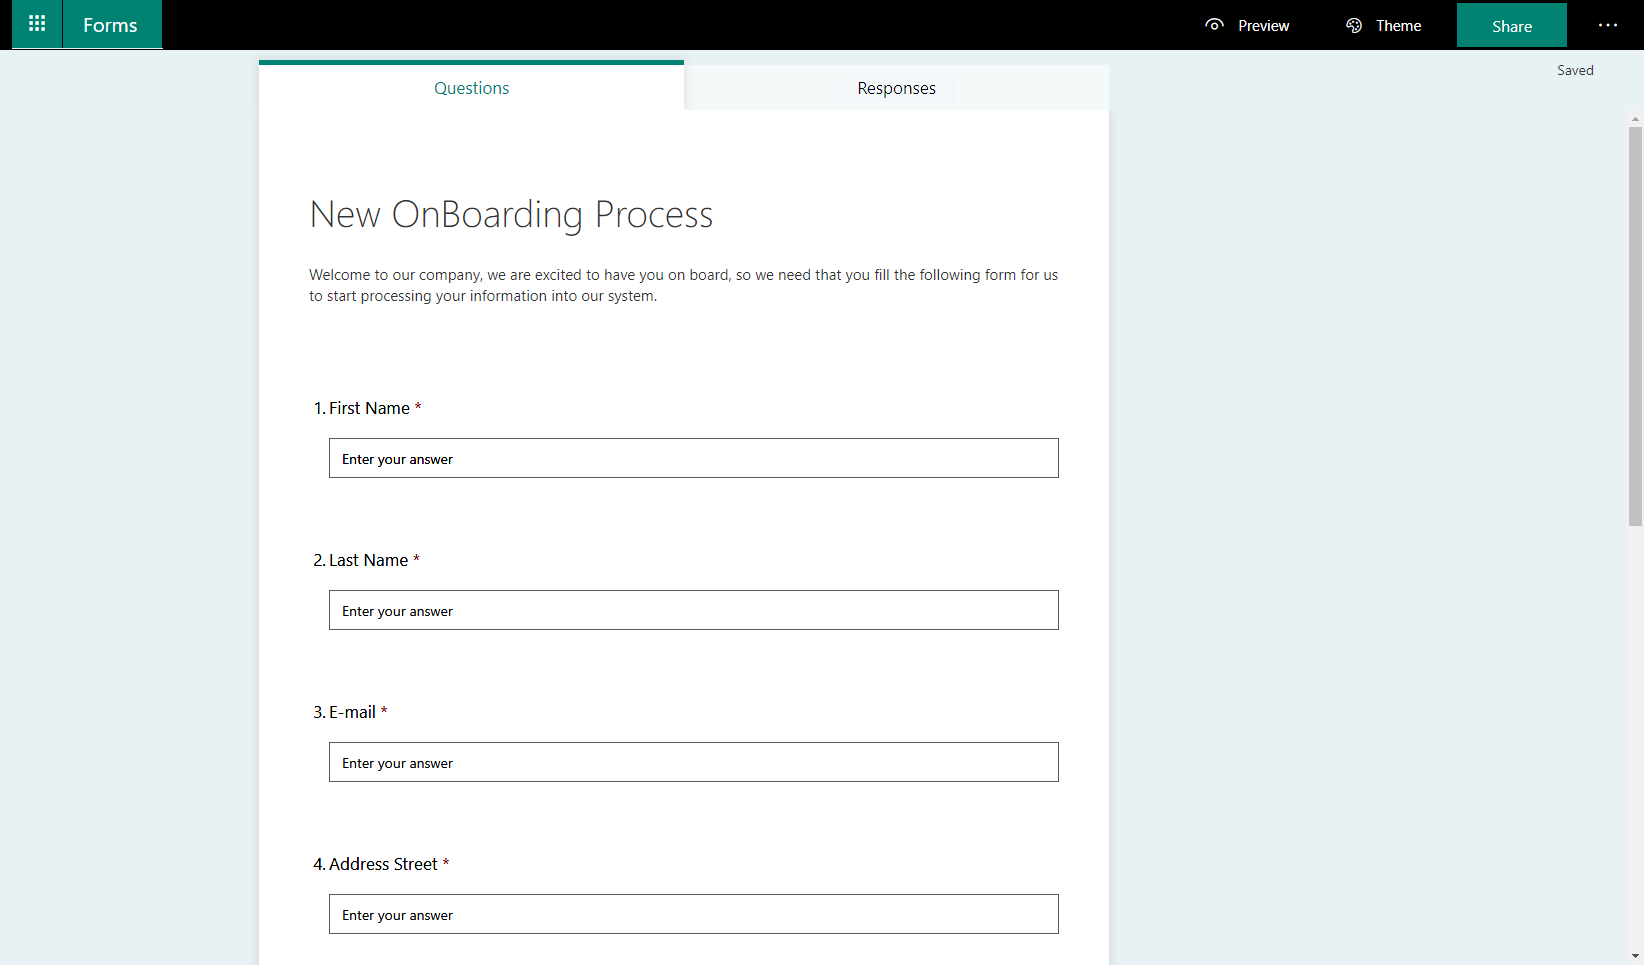 Forms
Preview
Theme
Share
Saved
Questions
Responses
New OnBoarding Process
Welcome to our company, we are excited to have you on board, so we need that you fill the following form for us
to start processing your information into our system.
1. First Name *
Enter your answer
2. Last Name *
Enter your answer
3. E-mail *
Enter your answer
4. Address Street *
Enter your answer